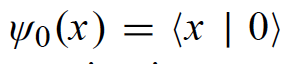 ψ₀(x) = ⟨x | 0⟩